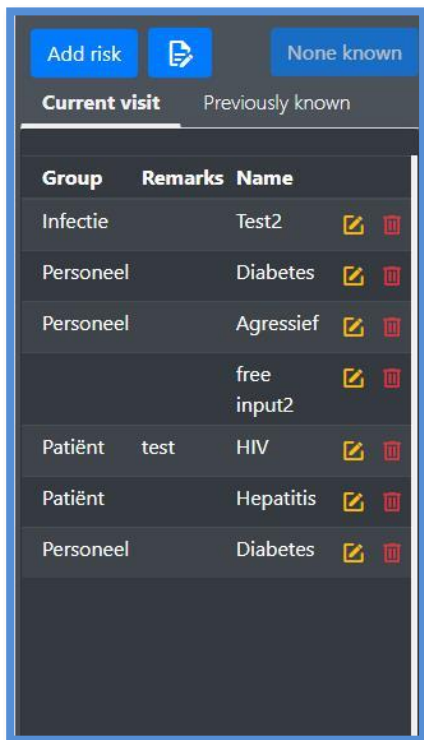 Add risk None known
Current visit Previously known
Group Remarks Name
Infectie Test2
Personeel Diabetes
Personeel Agressief
free
input2
Patiënt test HIV
Patiënt Hepatitis
Personeel Diabetes